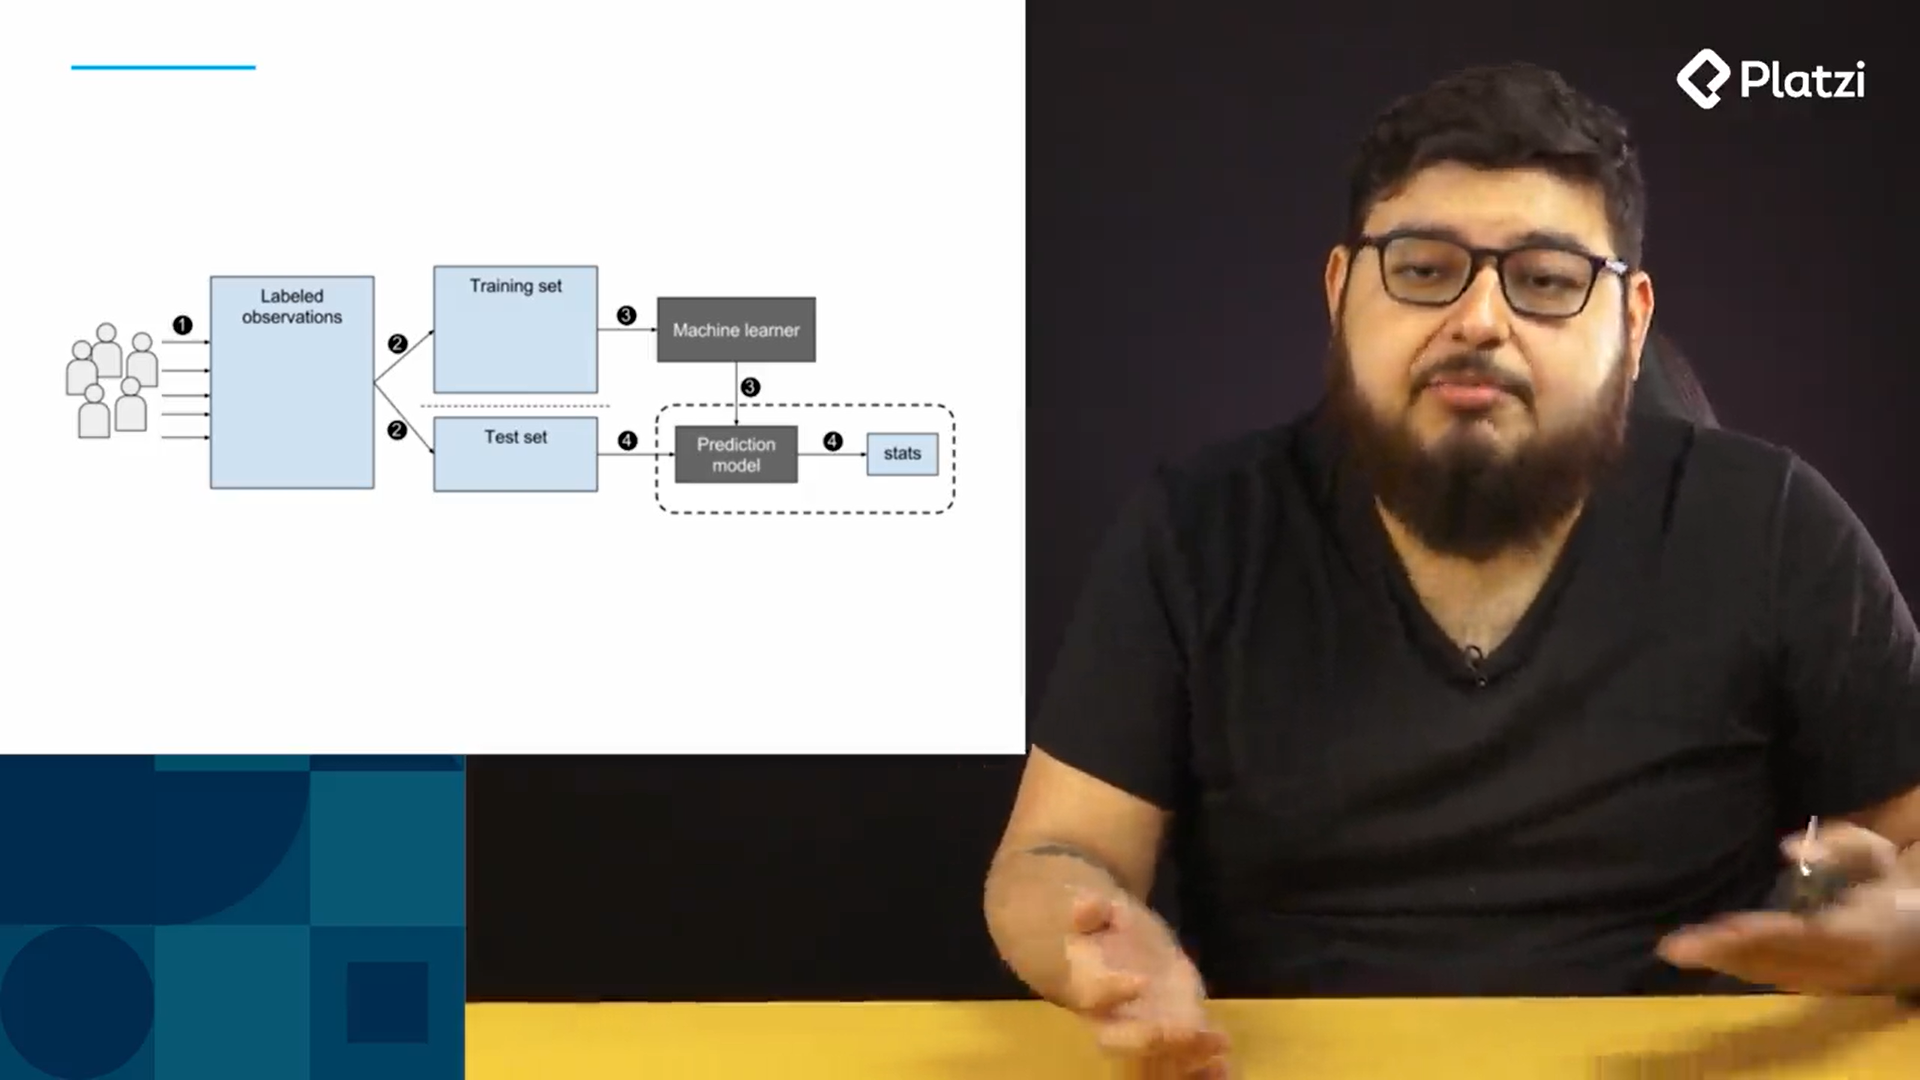 Platzi
Labeled
observations
Training set
Test set
Machine learner
Prediction
model
stats
1
2
2
3
3
4
4